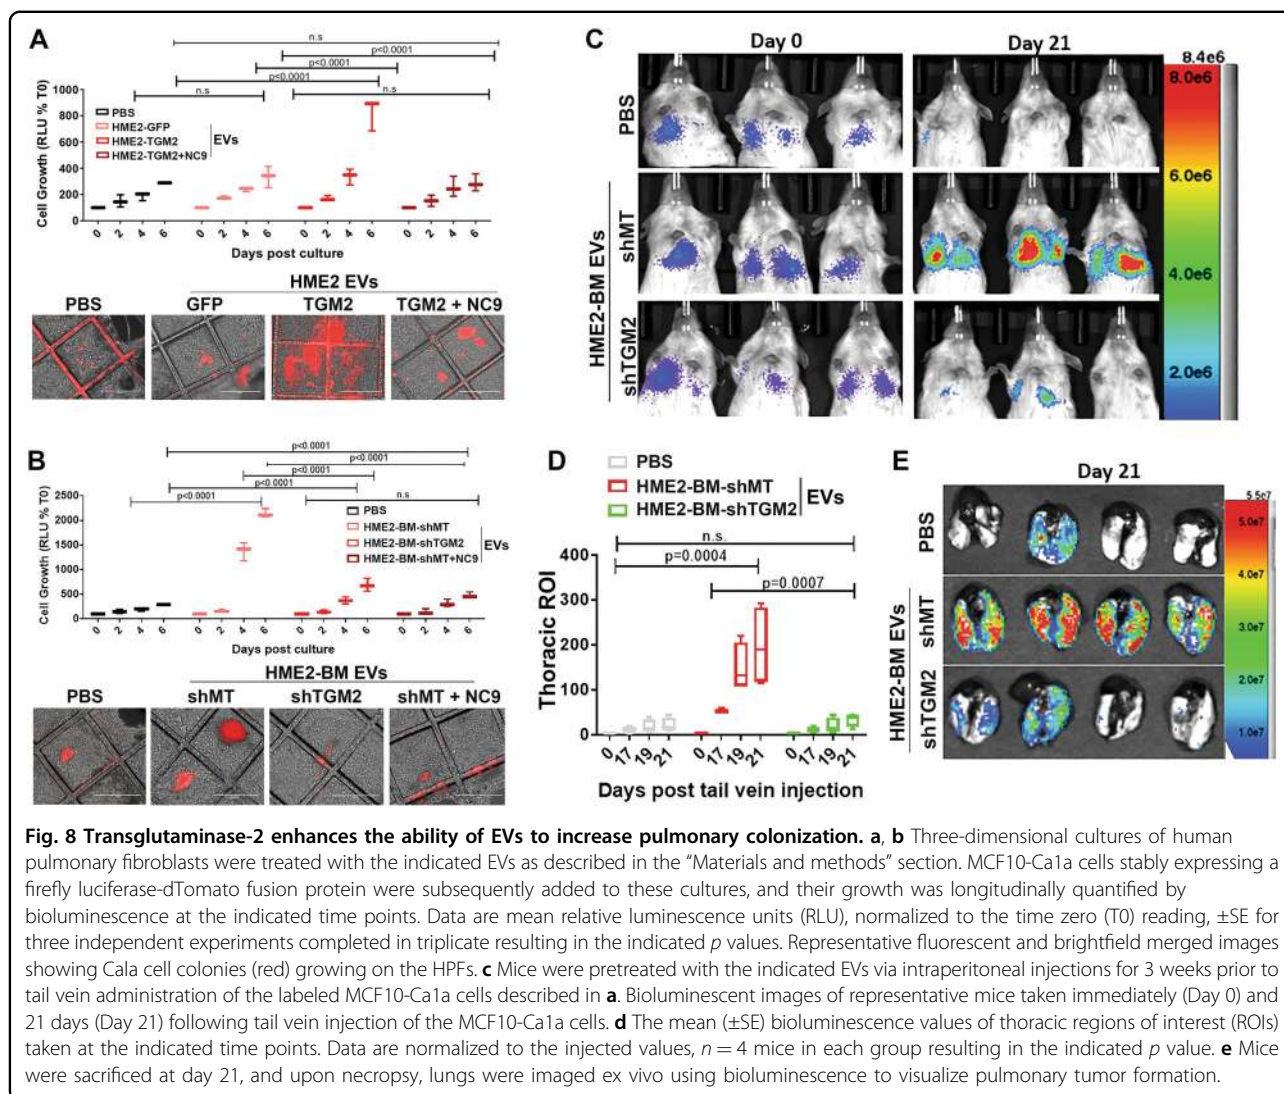 A
n.s
p<0.0001
p<0.0001
p<0.0001
n.s
n.s
Cell Growth (RLU % T0)
1000
800
600
400
200
0
PBS
HME2-GFP
HME2-TGM2
HME2-TGM2+NC9
EVs
0 2 4 6 0 2 4 6 0 2 4 6 0 2 4 6
Days post culture
HME2 EVs
PBS GFP TGM2 TGM2 + NC9
B
p<0.0001
p<0.0001
p<0.0001
p<0.0001
p<0.0001
n.s
Cell Growth (RLU % T0)
2500
2000
1500
1000
500
0
PBS
HME2-BM-shMT
HME2-BM-shTGM2
HME2-BM-shMT+NC9
EVs
0 2 4 6 0 2 4 6 0 2 4 6 0 2 4 6
Days post culture
HME2-BM EVs
PBS shMT shTGM2 shMT + NC9
C
Day 0 Day 21
PBS
HME2-BM EVs
shMT
shTGM2
8.4e6
8.0e6
6.0e6
4.0e6
2.0e6
D
PBS
HME2-BM-shMT
HME2-BM-shTGM2
EVs
n.s.
p=0.0004
p=0.0007
Thoracic ROI
400
300
200
100
0
0 17 19 21 0 17 19 21 0 17 19 21
Days post tail vein injection
E
Day 21
PBS
HME2-BM EVs
shMT
shTGM2
5.5e7
5.0e7
4.0e7
3.0e7
2.0e7
1.0e7
Fig. 8 Transglutaminase-2 enhances the ability of EVs to increase pulmonary colonization. a, b Three-dimensional cultures of human
pulmonary fibroblasts were treated with the indicated EVs as described in the “Materials and methods” section. MCF10-Ca1a cells stably expressing a
firefly luciferase-dTomato fusion protein were subsequently added to these cultures, and their growth was longitudinally quantified by
bioluminescence at the indicated time points. Data are mean relative luminescence units (RLU), normalized to the time zero (T0) reading, ±SE for
three independent experiments completed in triplicate resulting in the indicated p values. Representative fluorescent and brightfield merged images
showing Cala cell colonies (red) growing on the HPFs. c Mice were pretreated with the indicated EVs via intraperitoneal injections for 3 weeks prior to
tail vein administration of the labeled MCF10-Ca1a cells described in a. Bioluminescent images of representative mice taken immediately (Day 0) and
21 days (Day 21) following tail vein injection of the MCF10-Ca1a cells. d The mean (±SE) bioluminescence values of thoracic regions of interest (ROIs)
taken at the indicated time points. Data are normalized to the injected values, n = 4 mice in each group resulting in the indicated p value. e Mice
were sacrificed at day 21, and upon necropsy, lungs were imaged ex vivo using bioluminescence to visualize pulmonary tumor formation.